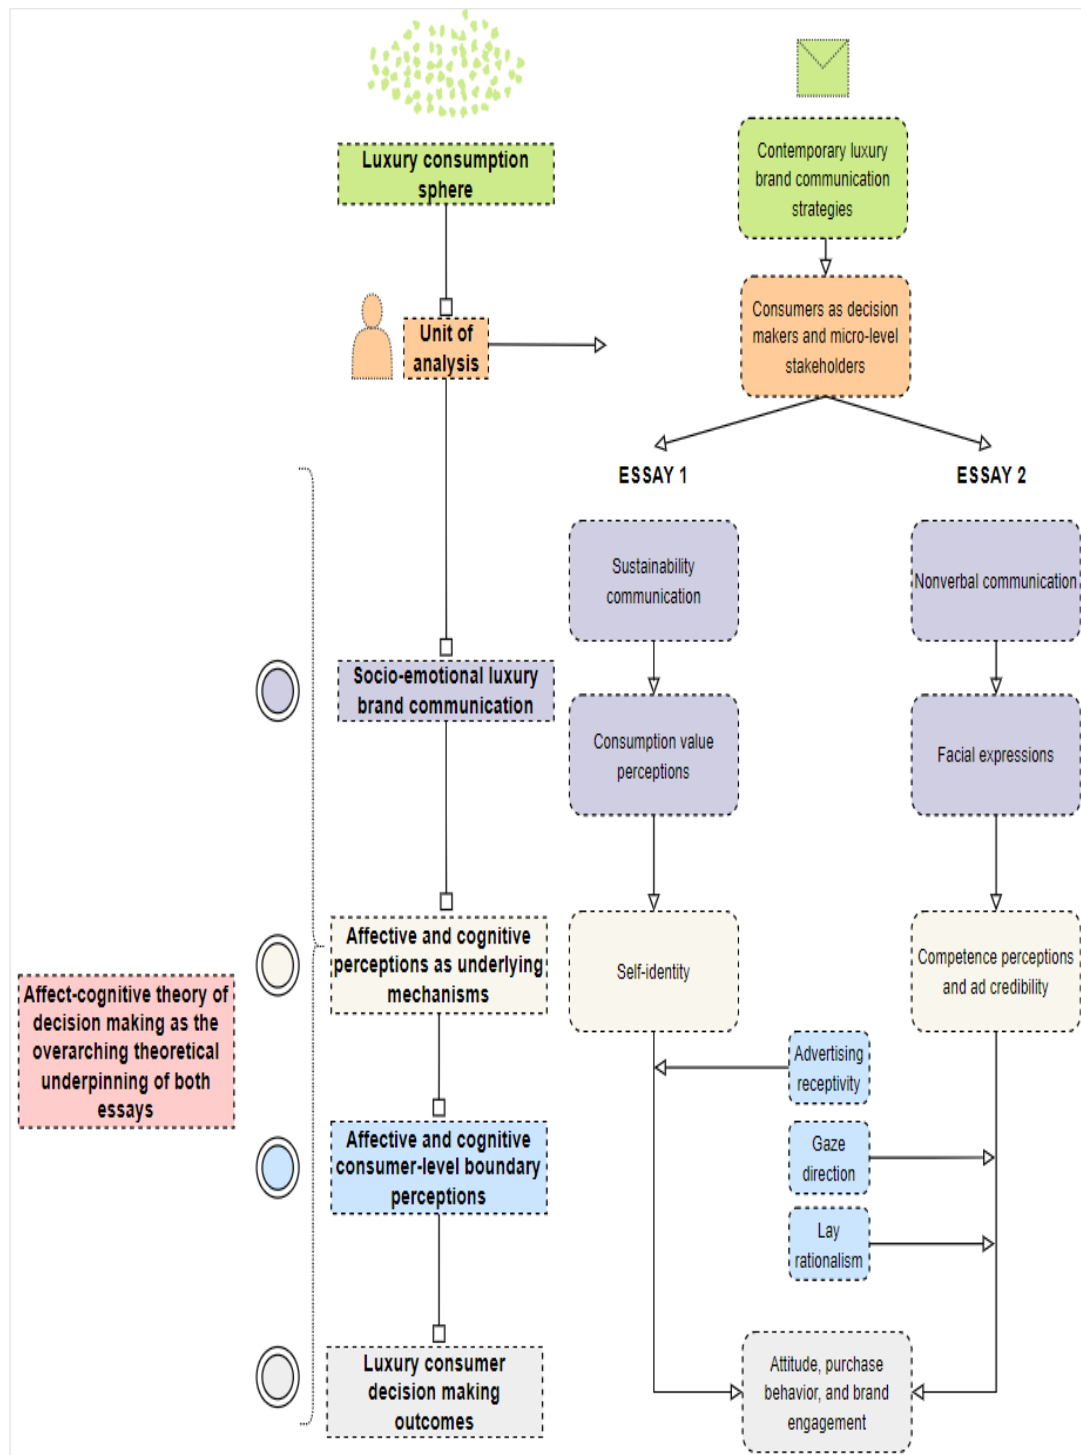 Luxury consumption
sphere
Contemporary luxury
brand communication
strategies
Unit of
analysis
Consumers as decision
makers and micro-level
stakeholders
ESSAY 1
ESSAY 2
Sustainability
communication
Nonverbal communication
Socio-emotional luxury
brand communication
Consumption value
perceptions
Facial expressions
Affect-cognitive theory of
decision making as the
overarching theoretical
underpinning of both
essays
Affective and cognitive
perceptions as underlying
mechanisms
Self-identity
Competence perceptions
and ad credibility
Advertising
receptivity
Affective and cognitive
consumer-level boundary
perceptions
Gaze
direction
Lay
rationalism
Luxury consumer
decision making
outcomes
Attitude, purchase
behavior, and brand
engagement